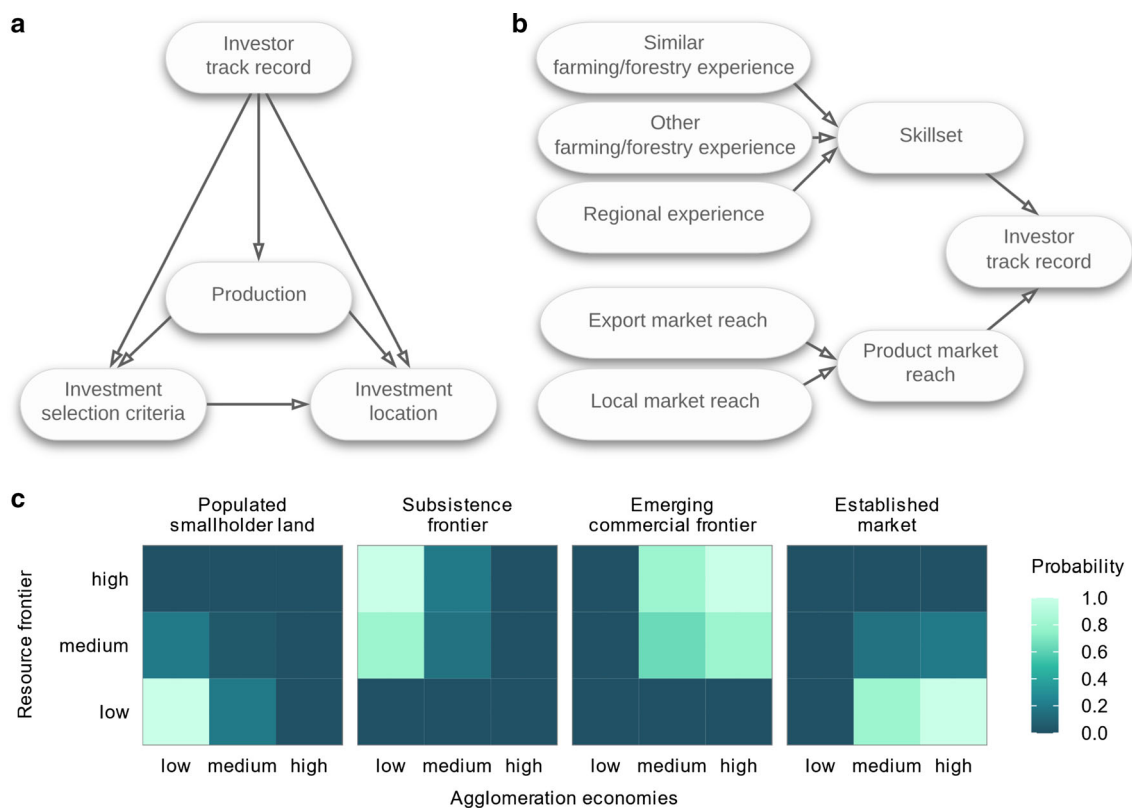 a
Investor
track record
Production
Investment
selection criteria
Investment
location
b
Similar
farming/forestry experience
Other
farming/forestry experience
Regional experience
Export market reach
Local market reach
Skillset
Product market
reach
Investor
track record
c
Populated
smallholder land
Subsistence
frontier
Emerging
commercial frontier
Established
market
Resource frontier
high
medium
low
low medium high
low medium high
low medium high
low medium high
Agglomeration economies
Probability
1.0
0.8
0.6
0.4
0.2
0.0